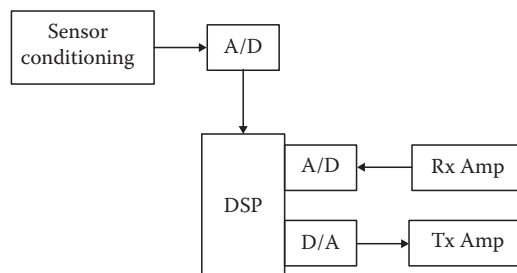 Sensor
conditioning
A/D
A/D
Rx Amp
DSP
D/A
Tx Amp